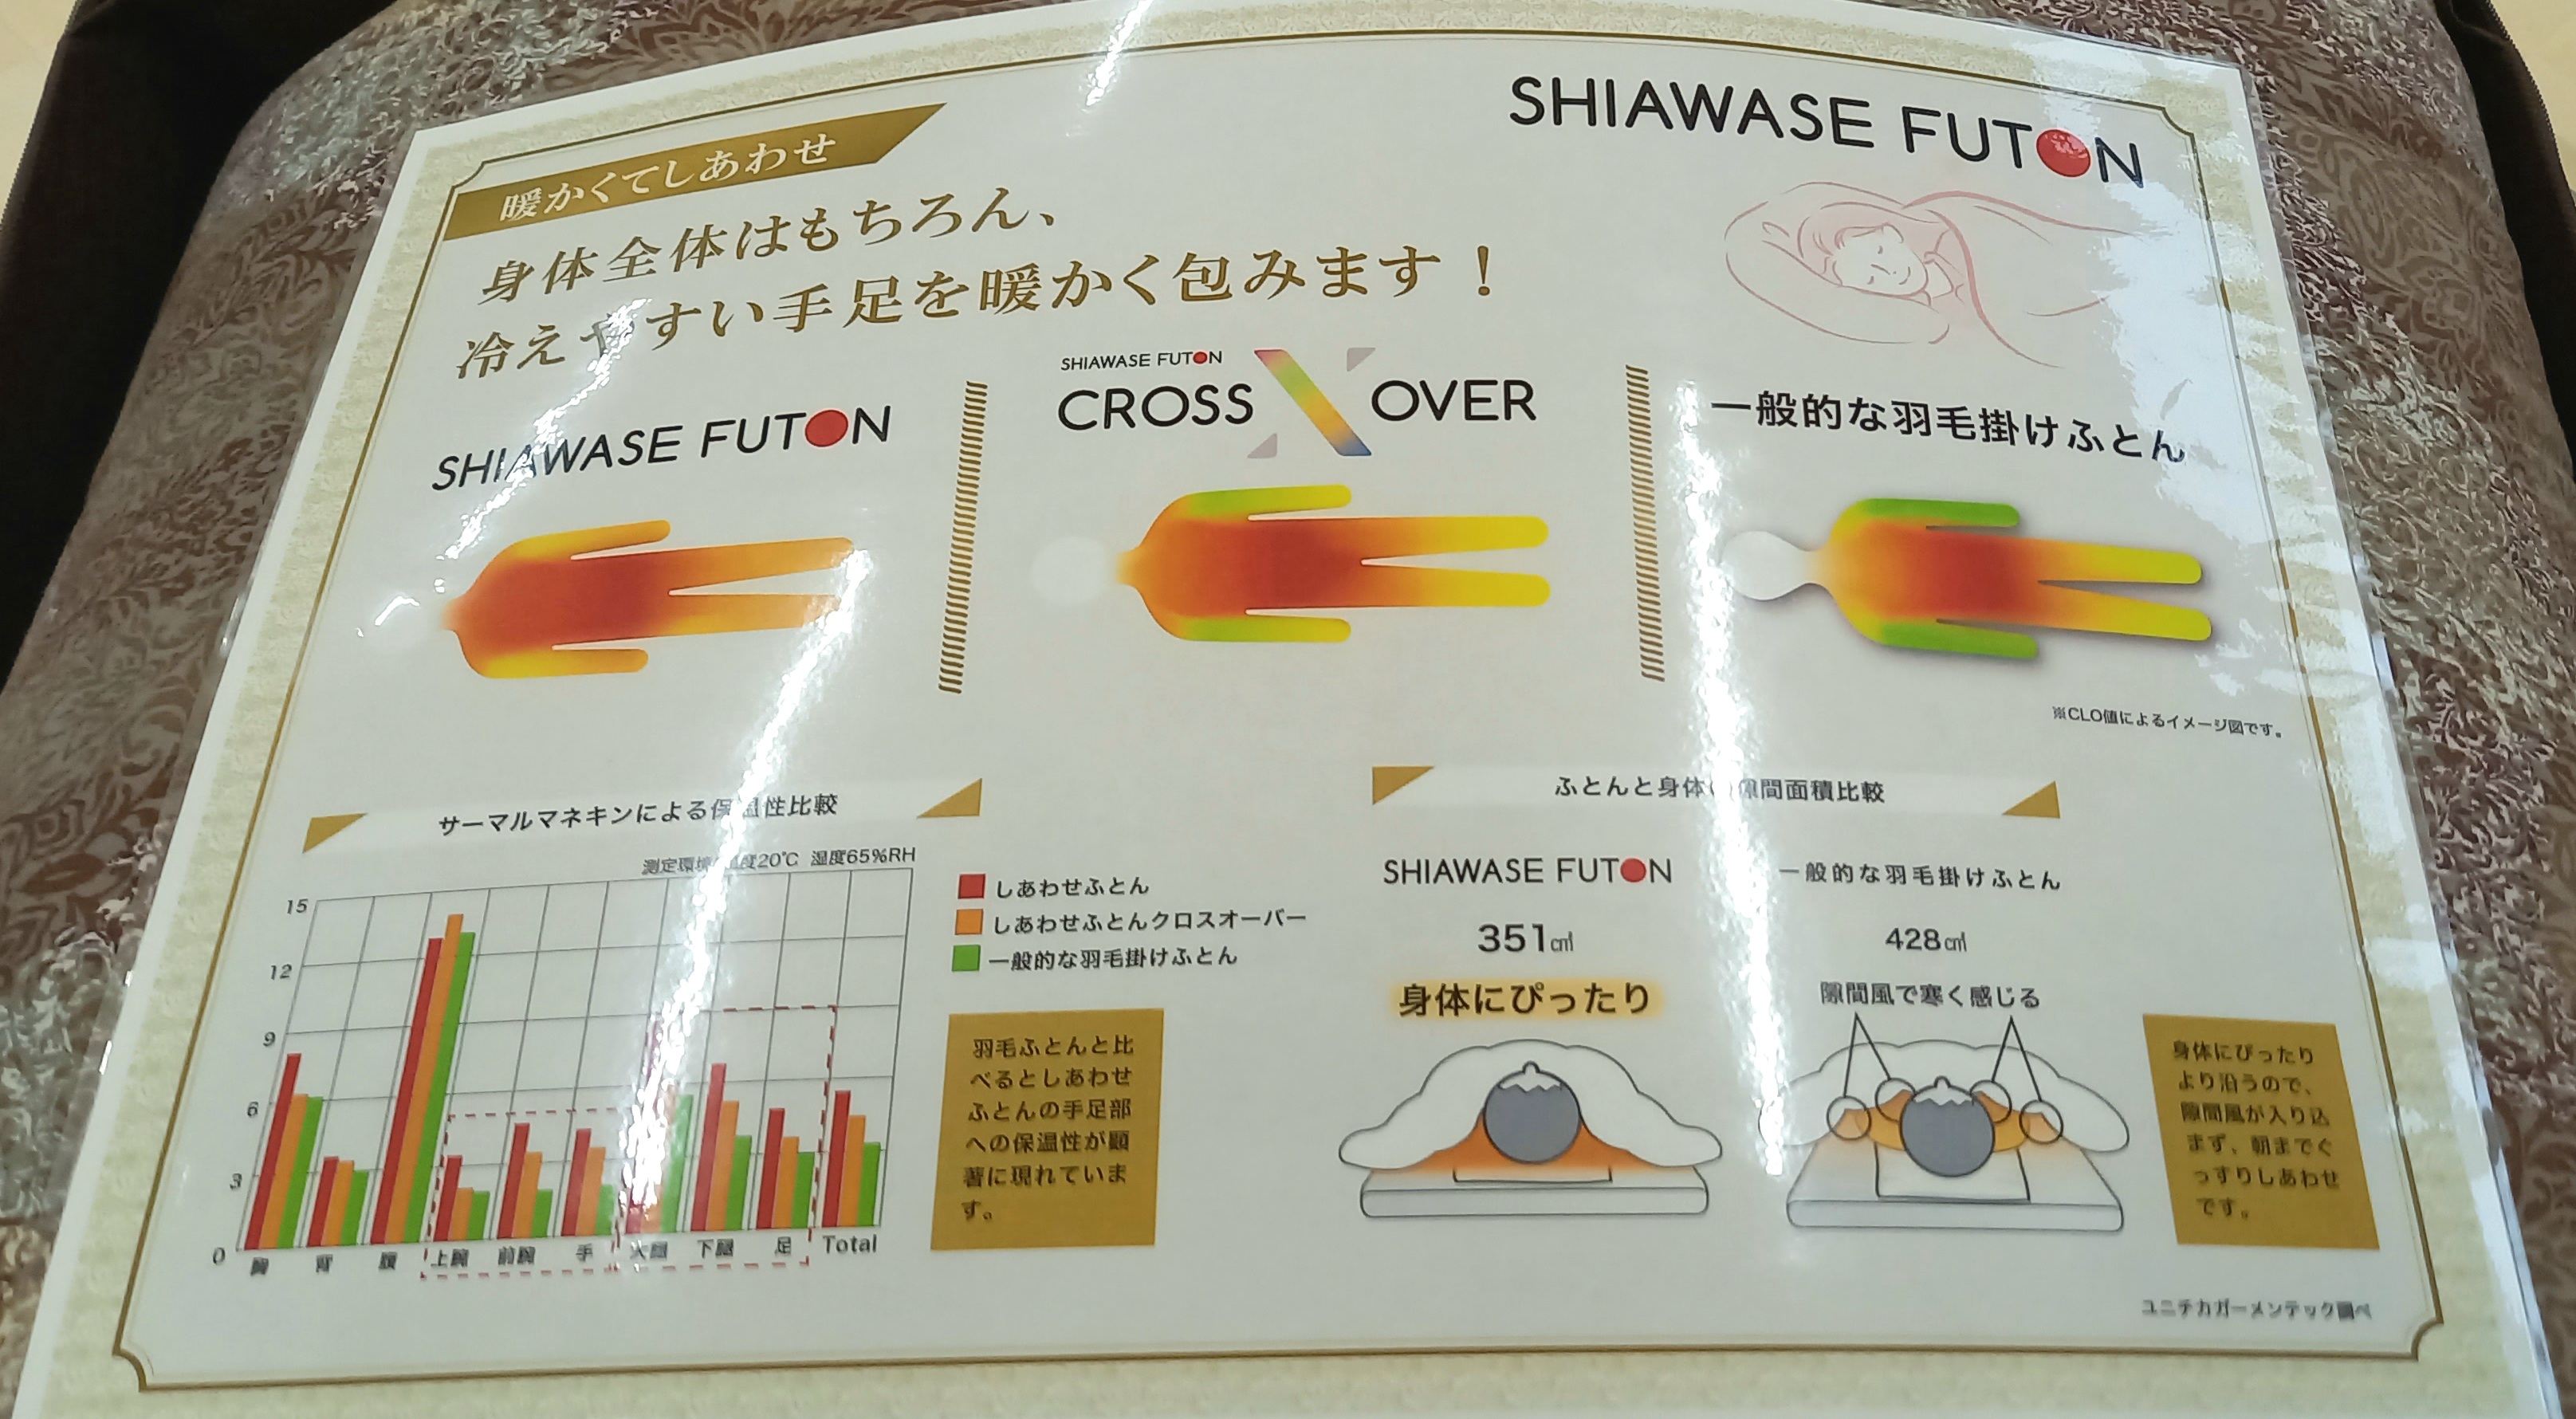 SHIAWASE FUTON
暖かくてしあわせ
身体全体はもちろん、
冷えやすい手足を暖かく包みます！
SHIAWASE FUTON
SHIAWASE FUTON
CROSS OVER
一般的な羽毛掛けふとん
※CLO値によるイメージ図です。
サーマルマネキンによる保温性比較
測定環境 温度20℃ 湿度65%RH
15
12
9
6
3
0
胸 背 腹 上腕 前腕 手 大腿 下腿 足 Total
しあわせふとん
しあわせふとんクロスオーバー
一般的な羽毛掛けふとん
羽毛ふとんと比
べるとしあわせ
ふとんの手足部
への保温性が顕
著に現れていま
す。
ふとんと身体の隙間面積比較
SHIAWASE FUTON
351㎠
身体にぴったり
一般的な羽毛掛けふとん
428㎠
隙間風で寒く感じる
身体にぴったり
より沿うので、
隙間風が入り込
まず、朝までぐ
っすりしあわせ
です。
ユニチカガーメンテック調べ